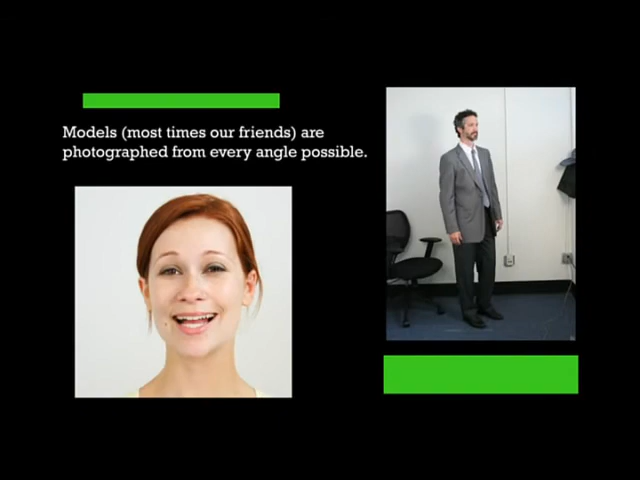 Models (most times our friends) are
photographed from every angle possible.